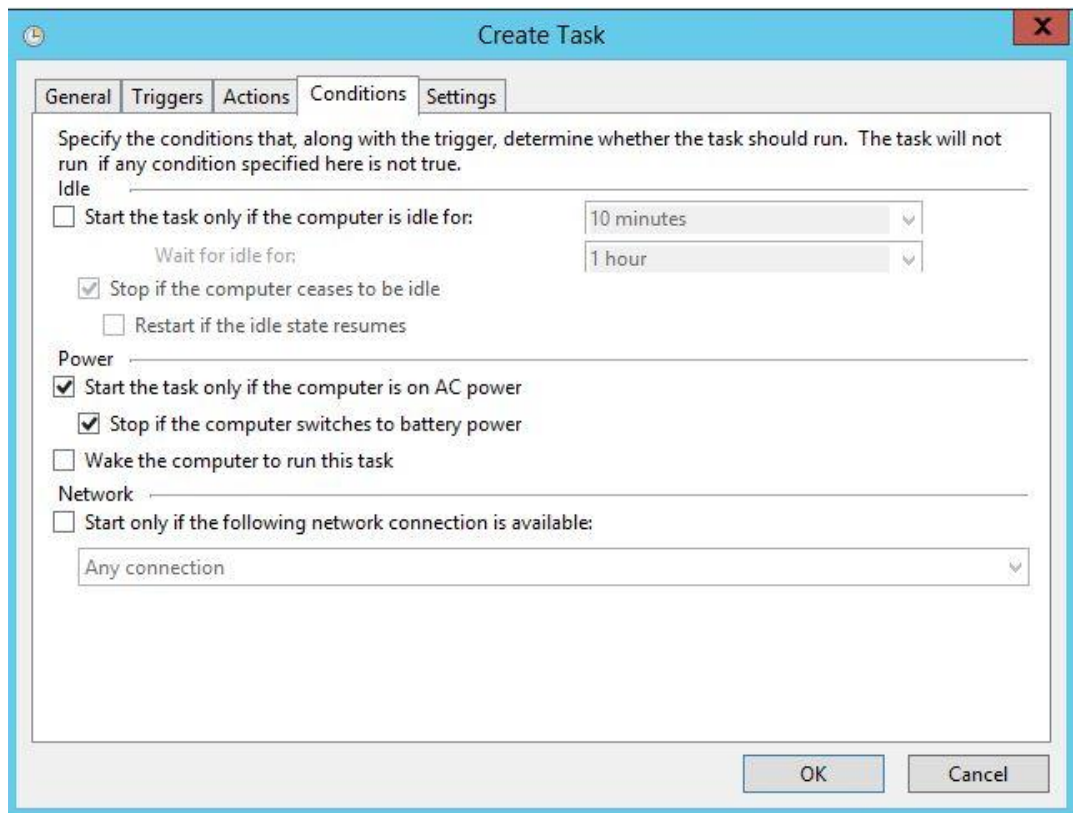 Create Task
X
General Triggers Actions Conditions Settings
Specify the conditions that, along with the trigger, determine whether the task should run.  The task will not
run  if any condition specified here is not true.
Idle
Start the task only if the computer is idle for: 10 minutes
Wait for idle for: 1 hour
Stop if the computer ceases to be idle
Restart if the idle state resumes
Power
Start the task only if the computer is on AC power
Stop if the computer switches to battery power
Wake the computer to run this task
Network
Start only if the following network connection is available:
Any connection
OK Cancel